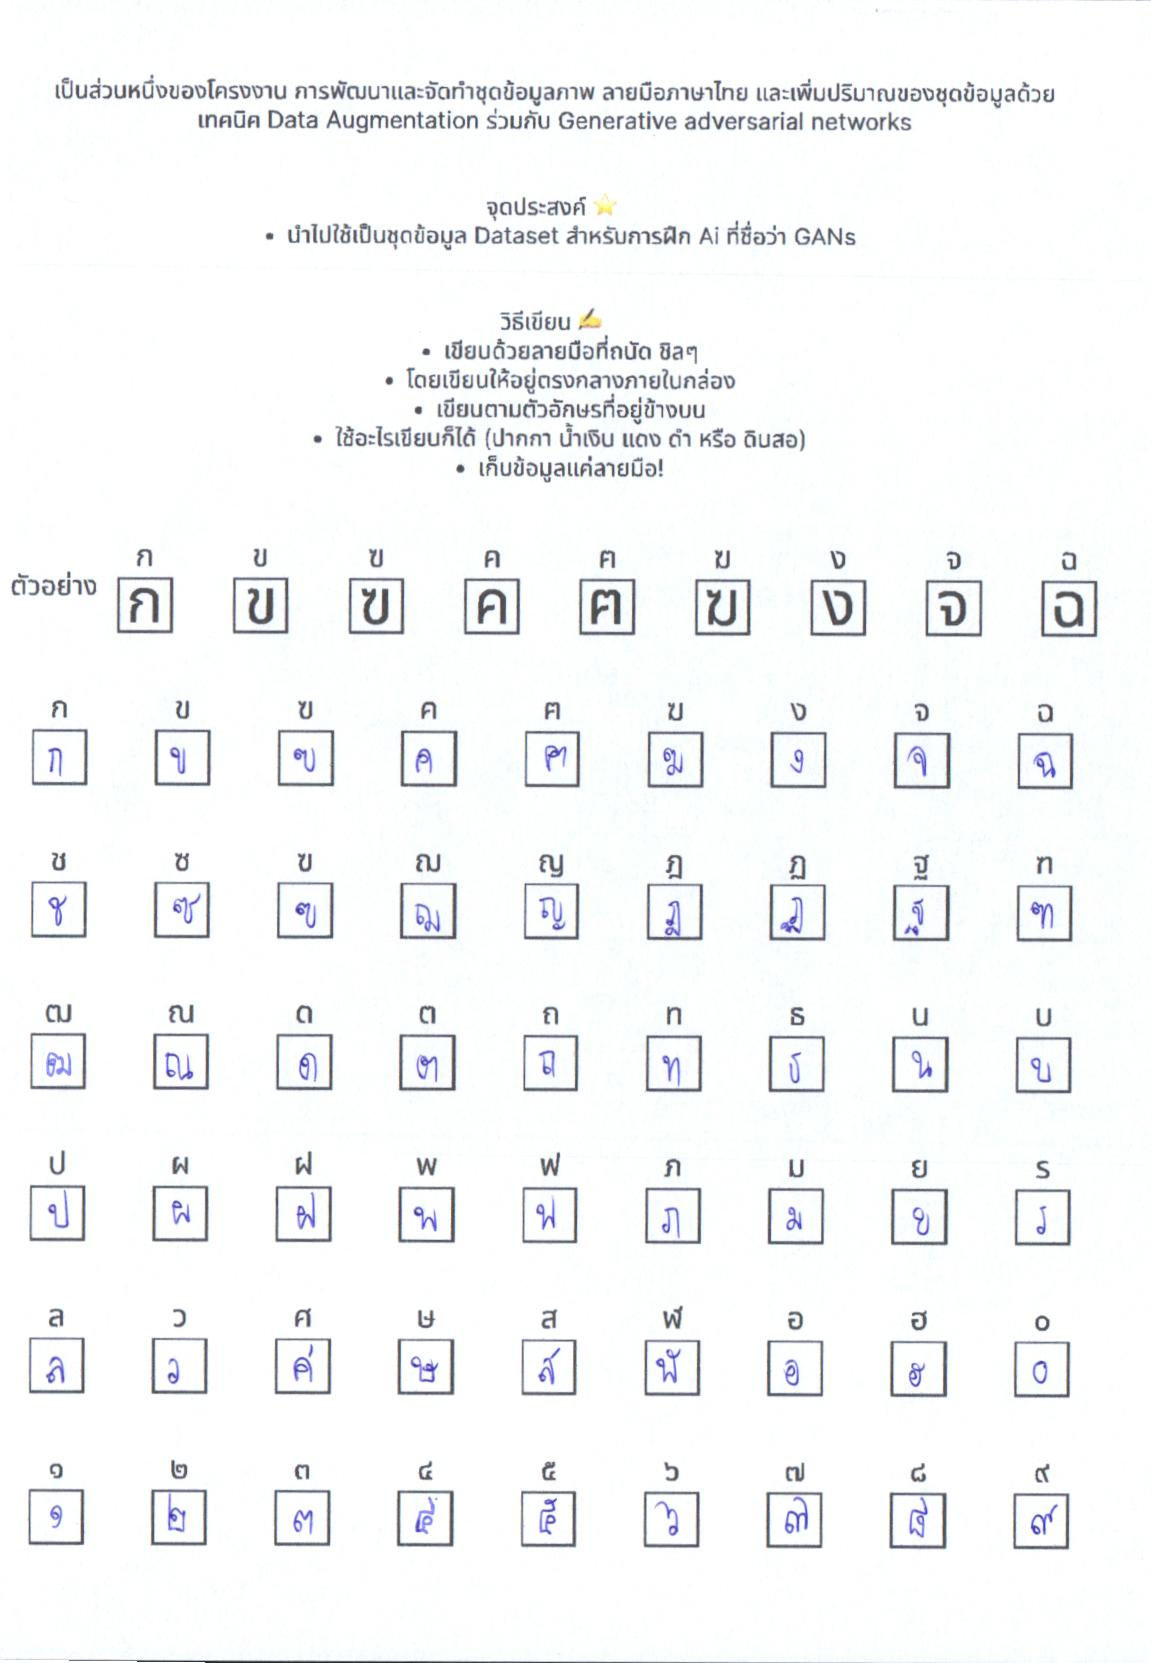 เป็นส่วนหนึ่งของโครงงาน การพัฒนาและจัดทำชุดข้อมูลภาพ ลายมือภาษาไทย และเพิ่มปริมาณของชุดข้อมูลด้วย
เทคนิค Data Augmentation ร่วมกับ Generative adversarial networks
จุดประสงค์ ⭐
• นำไปใช้เป็นชุดข้อมูล Dataset สำหรับการฝึก Ai ที่ชื่อว่า GANs
วิธีเขียน ✍️
• เขียนด้วยลายมือที่ถนัด ชิลๆ
• โดยเขียนให้อยู่ตรงกลางภายในกล่อง
• เขียนตามตัวอักษรที่อยู่ข้างบน
• ใช้อะไรเขียนก็ได้ (ปากกา น้ำเงิน แดง ดำ หรือ ดินสอ)
• เก็บข้อมูลแค่ลายมือ!
ก ข ฃ ค ฅ ฆ ง จ ฉ
ตัวอย่าง ก ข ฃ ค ฅ ฆ ง จ ฉ
ก ข ฃ ค ฅ ฆ ง จ ฉ
ก ข ฃ ค ฅ ฆ ง จ ฉ
ช ซ ฃ ฌ ญ ฎ ฏ ฐ ฑ
ช ซ ฃ ฌ ญ ฎ ฏ ฐ ฑ
ฒ ณ ด ต ถ ท ธ น บ
ฒ ณ ด ต ถ ท ธ น บ
ป ผ ฝ พ ฟ ภ ม ย ร
ป ผ ฝ พ ฟ ภ ม ย ร
ล ว ศ ษ ส ฬ อ ฮ ๐
ล ว ศ ษ ส ฬ อ ฮ ๐
๑ ๒ ๓ ๔ ๕ ๖ ๗ ๘ ๙
๑ ๒ ๓ ๔ ๕ ๖ ๗ ๘ ๙